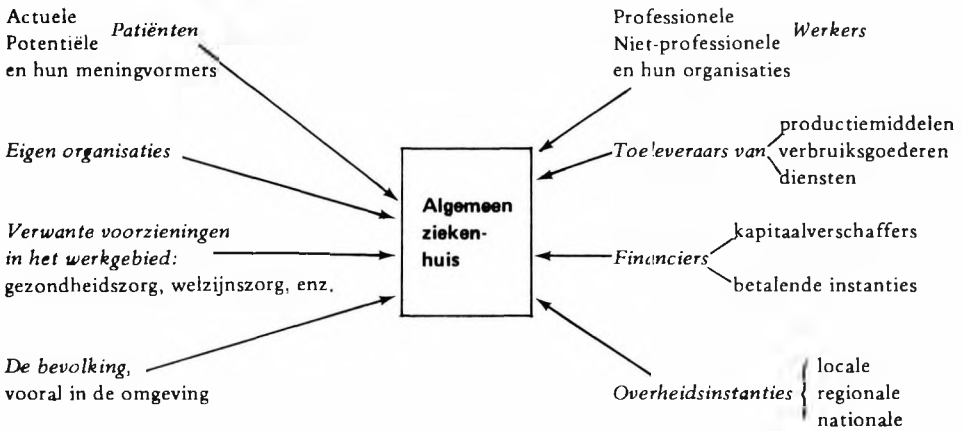 Actuele
Potentiële Patiënten
en hun meningvormers
Eigen organisaties
Verwante voorzieningen
in het werkgebied:
gezondheidszorg, welzijnszorg, enz.
De bevolking,
vooral in de omgeving
Algemeen
zieken-
huis
Professionele
Niet-professionele Werkers
en hun organisaties
Toeleveraars van
productiemiddelen
verbruiksgoederen
diensten
Financiers
kapitaalverschaffers
betalende instanties
Overheidsinstanties
locale
regionale
nationale